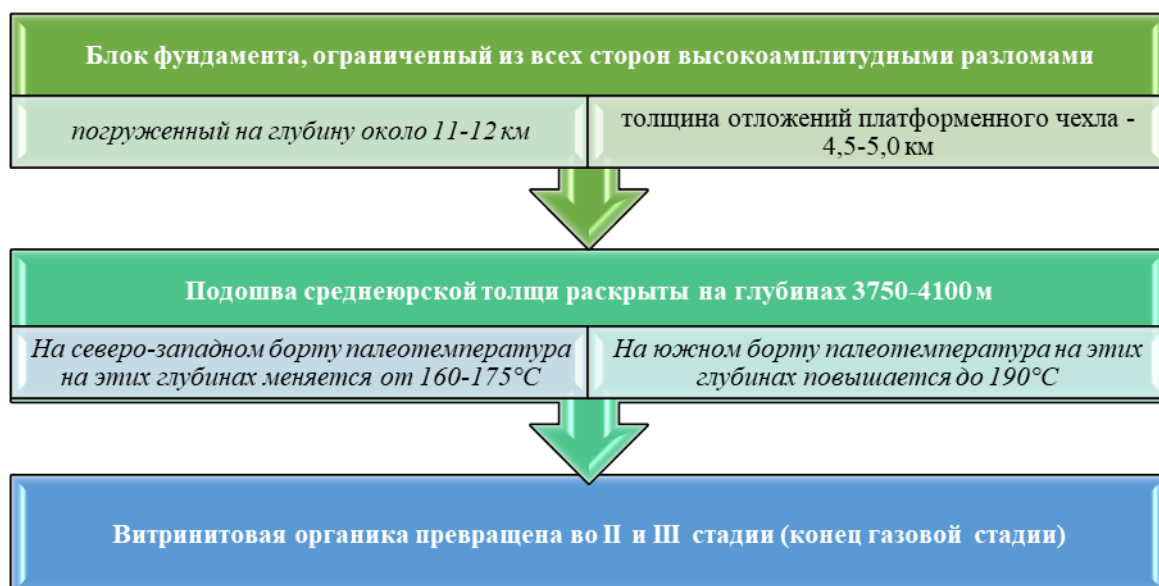 Блок фундамента, ограниченный из всех сторон высокоамплитудными разломами
погруженный на глубину около 11-12 км
толщина отложений платформенного чехла -
4,5-5,0 км
Подошва среднеюрской толщи раскрыты на глубинах 3750-4100 м
На северо-западном борту палеотемпература
на этих глубинах меняется от 160-175°С
На южном борту палеотемпература на этих
глубинах повышается до 190°С
Витринитовая органика превращена во II и III стадии (конец газовой стадии)